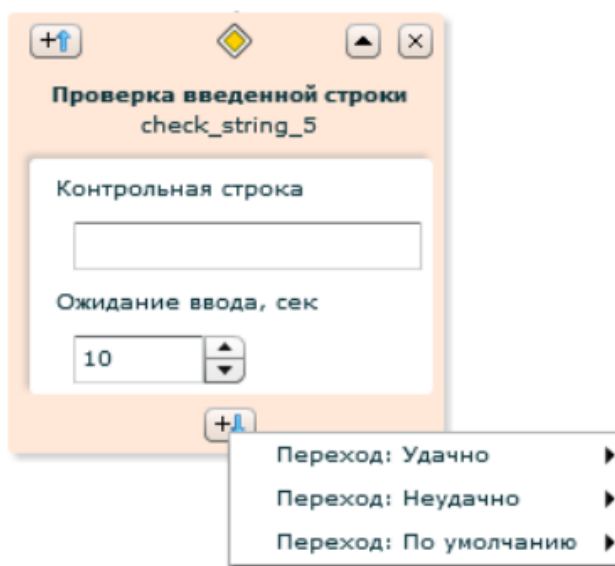 Проверка введенной строки
check_string_5
Контрольная строка
Ожидание ввода, сек
10
Переход: Удачно
Переход: Неудачно
Переход: По умолчанию